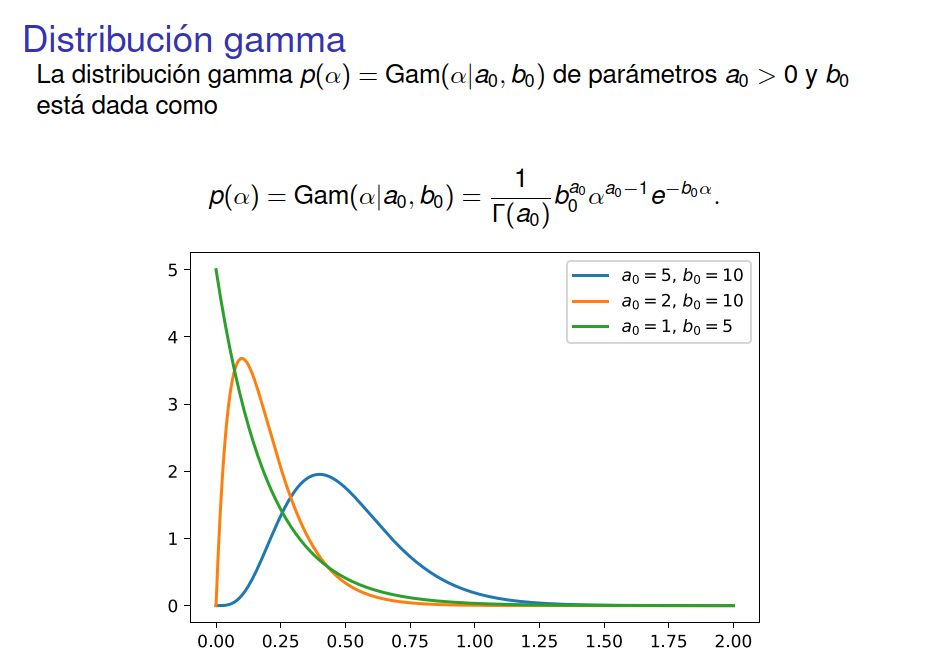 Distribución gamma
La distribución gamma p(α) = Gam(α|a₀, b₀) de parámetros a₀ > 0 y b₀
está dada como
p(α) = Gam(α|a₀, b₀) = \frac{1}{Γ(a₀)} b₀^{a₀} α^{a₀−1} e^{−b₀α}.
5
a₀ = 5, b₀ = 10
a₀ = 2, b₀ = 10
a₀ = 1, b₀ = 5
4
3
2
1
0
0.00 0.25 0.50 0.75 1.00 1.25 1.50 1.75 2.00